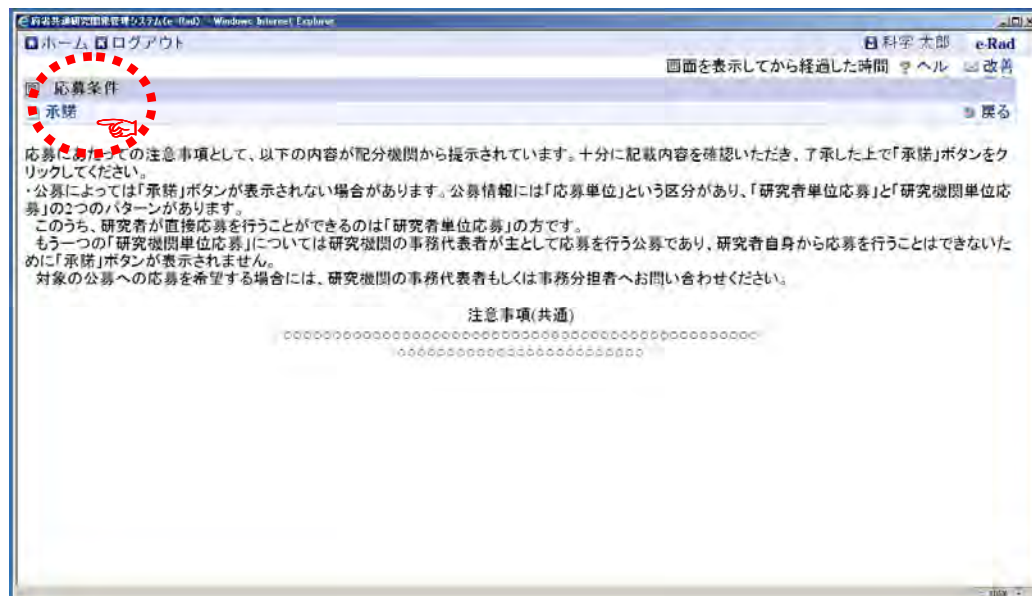 府省共通研究開発管理システム(e-Rad) - Windows Internet Explorer
ホーム ログアウト 科学 太郎 e-Rad
画面を表示してから経過した時間 ? ヘル 改善
応募条件
承諾 戻る
応募にあたっての注意事項として、以下の内容が配分機関から提示されています。十分に記載内容を確認いただき、了承した上で「承諾」ボタンをク
リックしてください。
・公募によっては「承諾」ボタンが表示されない場合があります。公募情報には「応募単位」という区分があり、「研究者単位応募」と「研究機関単位応
募」の2つのパターンがあります。
このうち、研究者が直接応募を行うことができるのは「研究者単位応募」の方です。
もう一つの「研究機関単位応募」については研究機関の事務代表者が主として応募を行う公募であり、研究者自身から応募を行うことはできないた
めに「承諾」ボタンが表示されません。
対象の公募への応募を希望する場合には、研究機関の事務代表者もしくは事務分担者へお問い合わせください。
注意事項(共通)